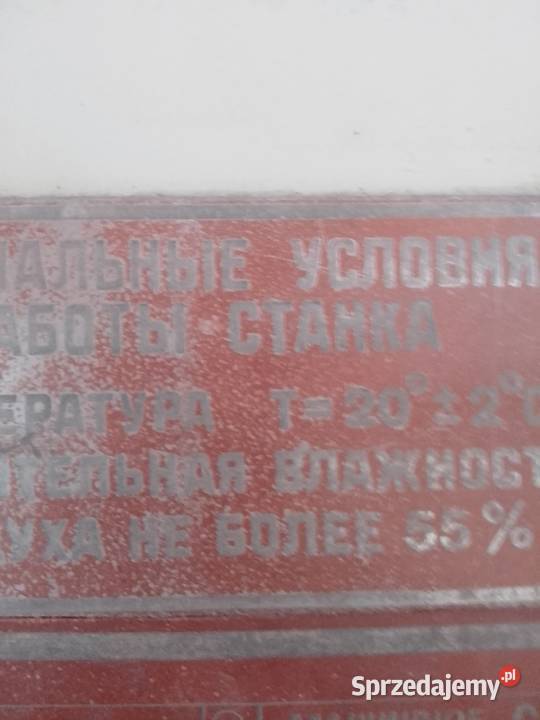 АЛЬНЫЕ УСЛОВИЯ
АБОТЫ СТАНКА
ЕРАТУРА Т=20°±2°С
ИТЕЛЬНАЯ ВЛАЖНОСТ
УХА НЕ БОЛЕЕ 55%
Sprzedajemy.pl